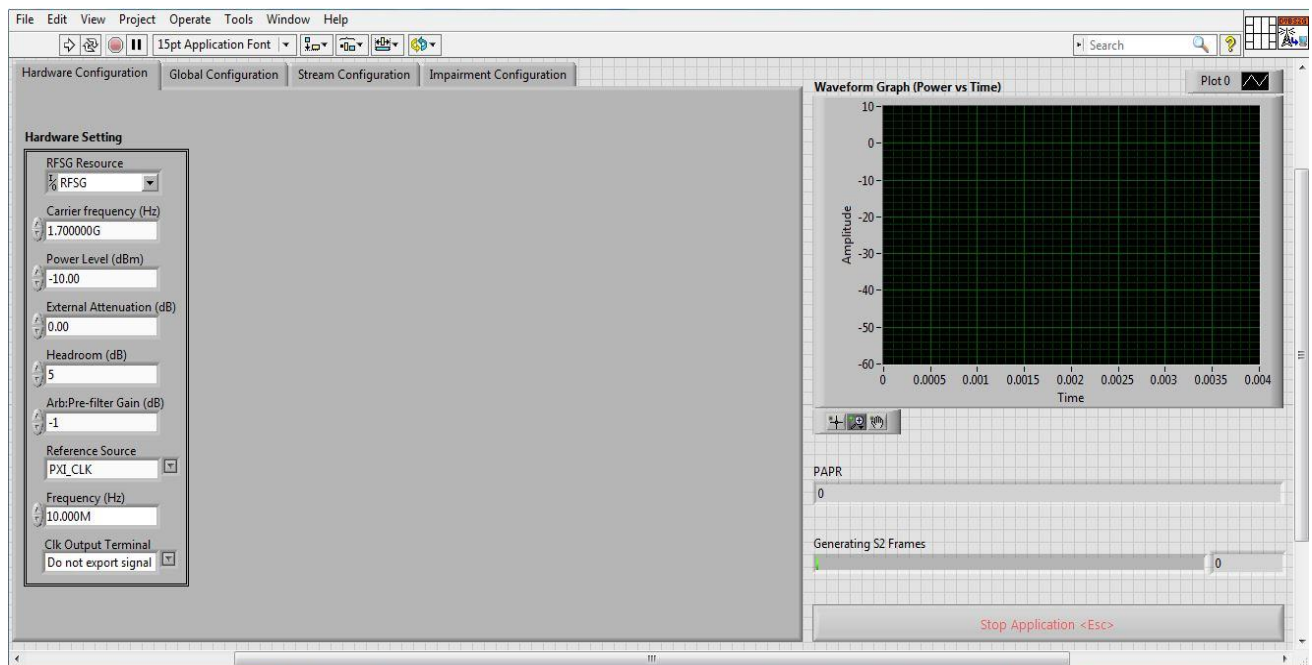 File Edit View Project Operate Tools Window Help
15pt Application Font
Search
Hardware Configuration Global Configuration Stream Configuration Impairment Configuration
Hardware Setting
RFSG Resource
RFSG
Carrier frequency (Hz)
1.700000G
Power Level (dBm)
-10.00
External Attenuation (dB)
0.00
Headroom (dB)
5
Arb:Pre-filter Gain (dB)
-1
Reference Source
PXI_CLK
Frequency (Hz)
10.000M
Clk Output Terminal
Do not export signal
Waveform Graph (Power vs Time)
Plot 0
Amplitude
10
0
-10
-20
-30
-40
-50
-60
0 0.0005 0.001 0.0015 0.002 0.0025 0.003 0.0035 0.004
Time
PAPR
0
Generating S2 Frames
0
Stop Application <Esc>